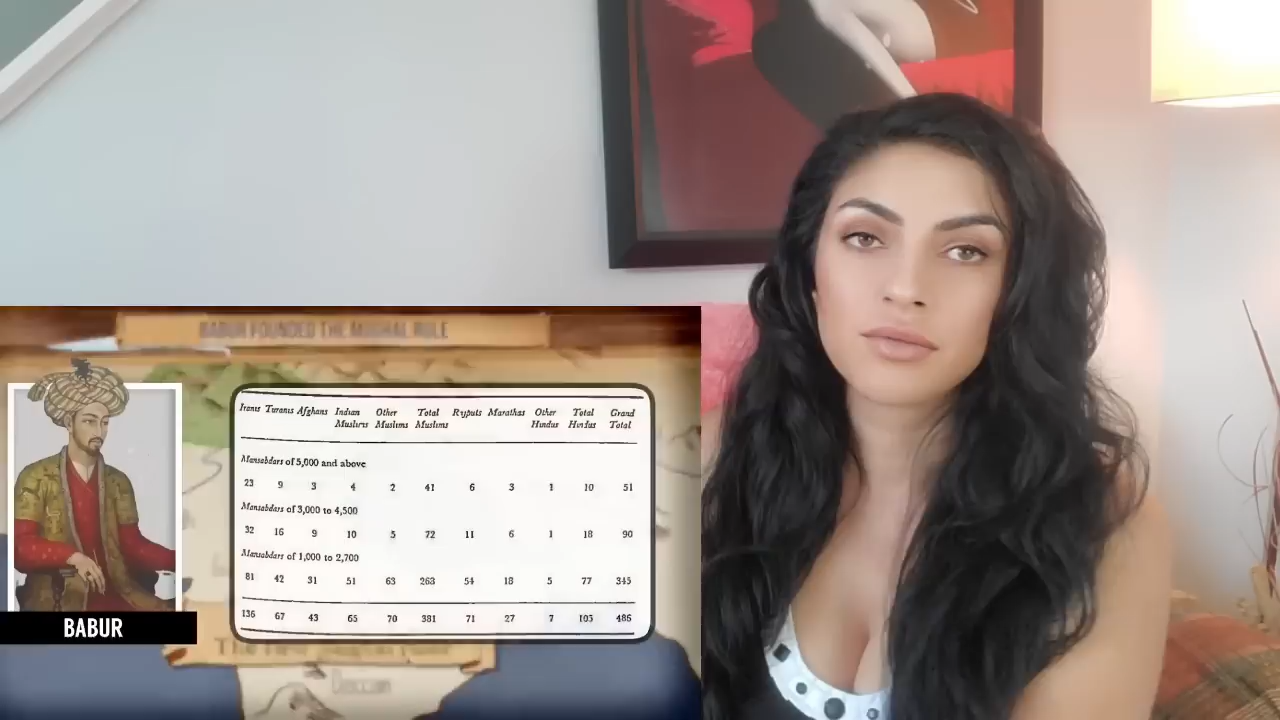 BABUR FOUNDED THE MUGHAL RULE
Iranis Turanis Afghans Indian Other Total Rajputs Marathas Other Total Grand
Muslims Muslims Muslims Hindus Hindus Total
Mansabdars of 5,000 and above
23 9 3 4 2 41 6 3 1 10 51
Mansabdars of 3,000 to 4,500
32 16 9 10 5 72 11 6 1 18 90
Mansabdars of 1,000 to 2,700
81 42 31 51 63 263 54 18 5 77 345
136 67 43 65 70 381 71 27 7 105 486
BABUR
Deccan